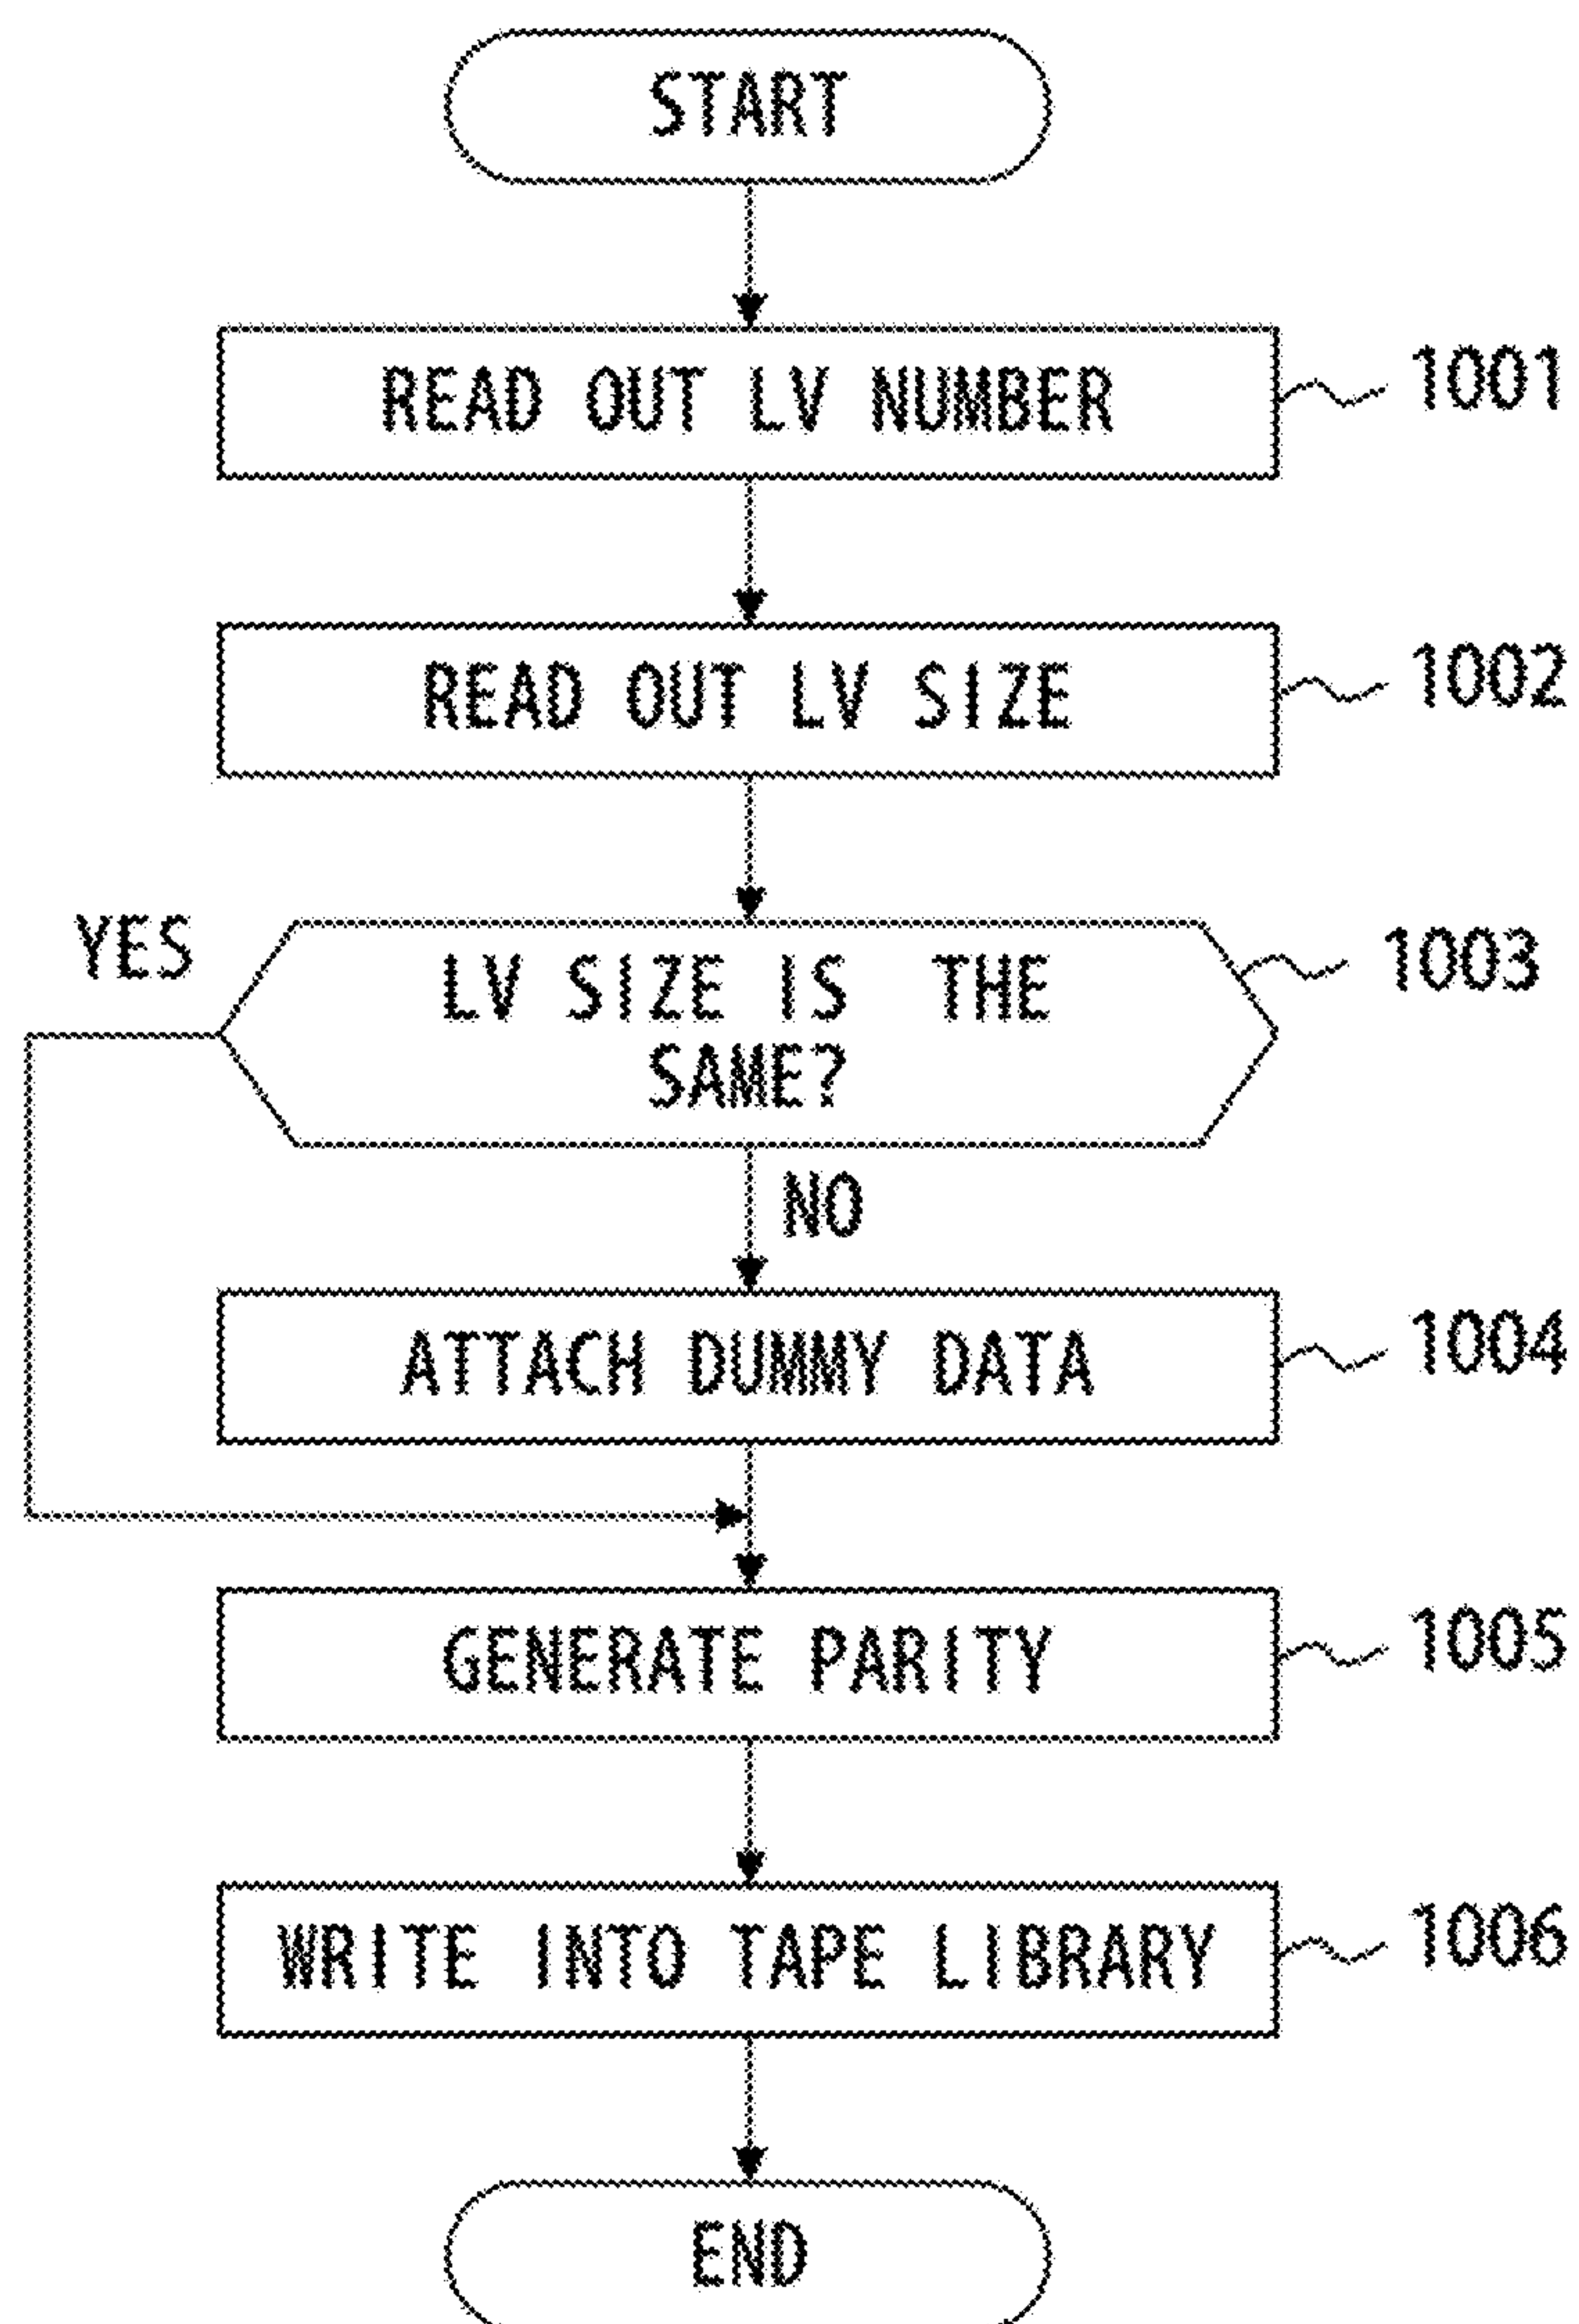 START
READ OUT LV NUMBER
1001
READ OUT LV SIZE
1002
YES
LV SIZE IS THE
SAME?
1003
NO
ATTACH DUMMY DATA
1004
GENERATE PARITY
1005
WRITE INTO TAPE LIBRARY
1006
END